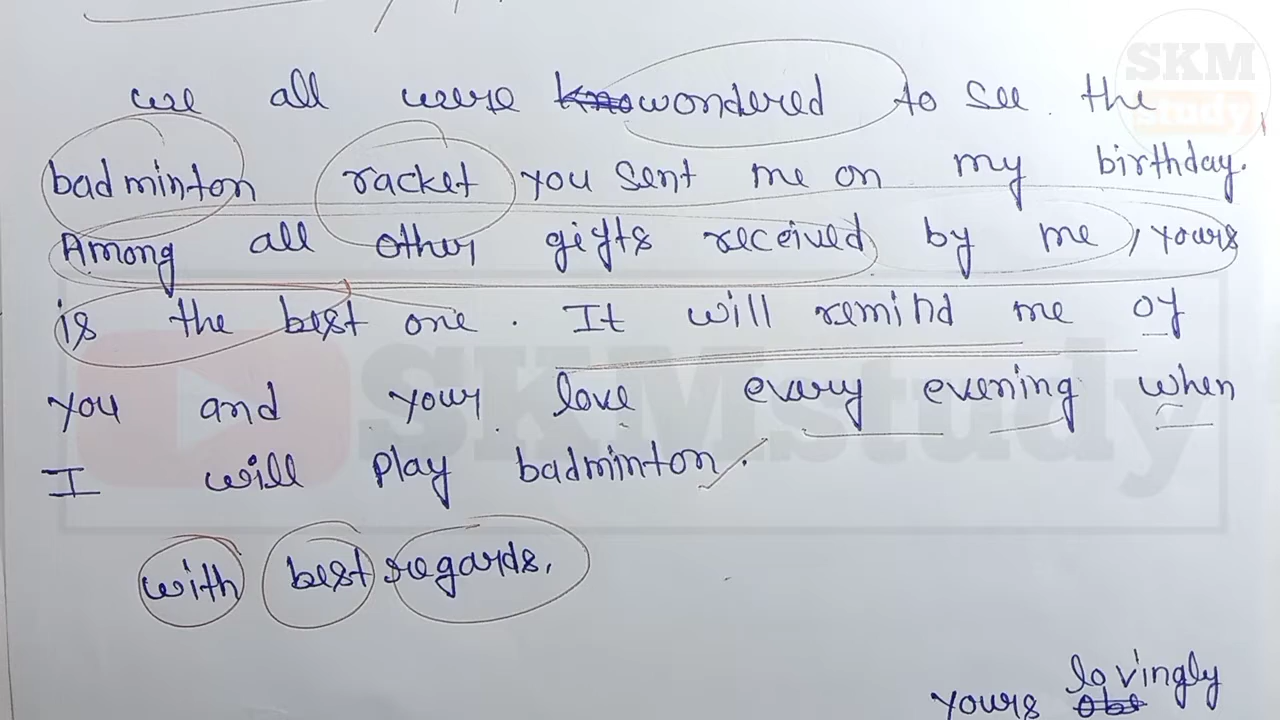 SKM
study
we all were wondered to see the
badminton racket you sent me on my birthday.
Among all other gifts received by me, yours
is the best one. It will remind me of
you and your love evary evening when
I will play badminton.
with best regards,
lovingly
yours
SKMstudy